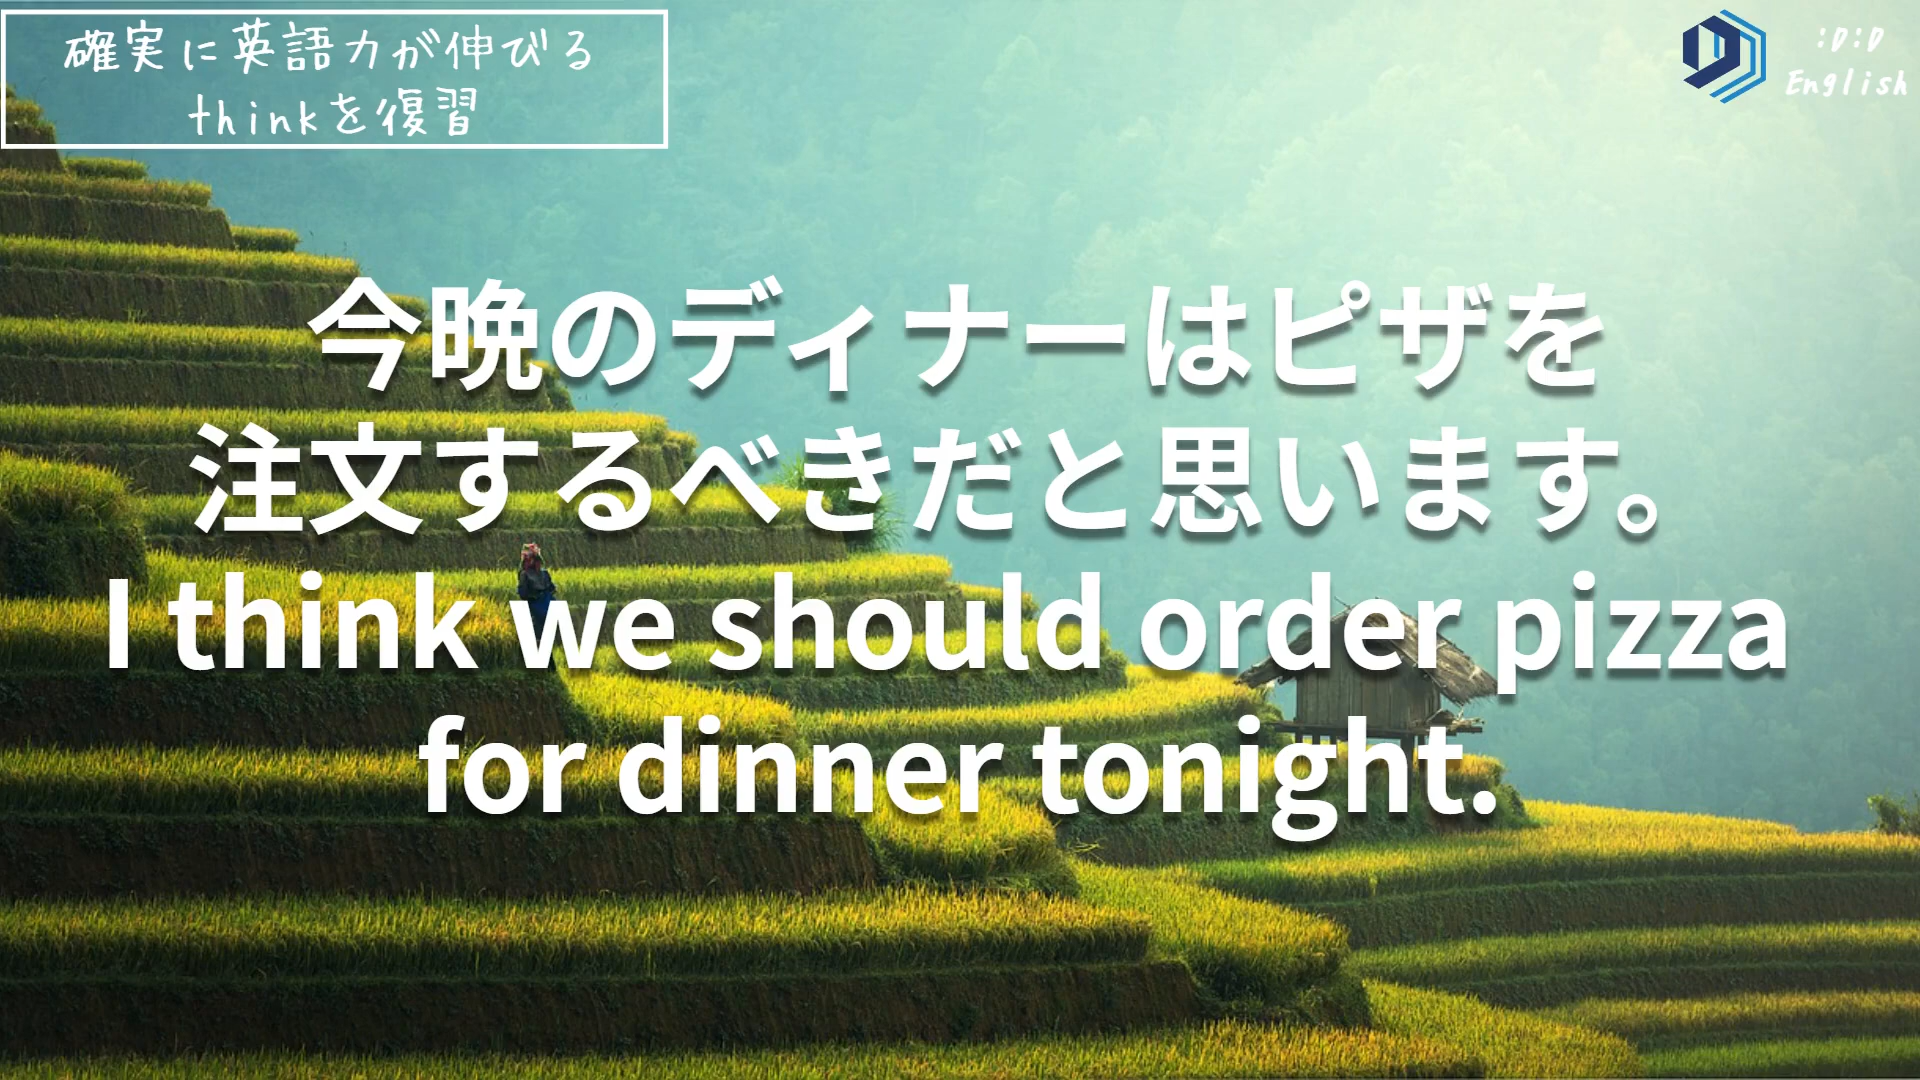 確実に英語力が伸びる
thinkを復習
:D:D
English
今晩のディナーはピザを
注文するべきだと思います。
I think we should order pizza
for dinner tonight.